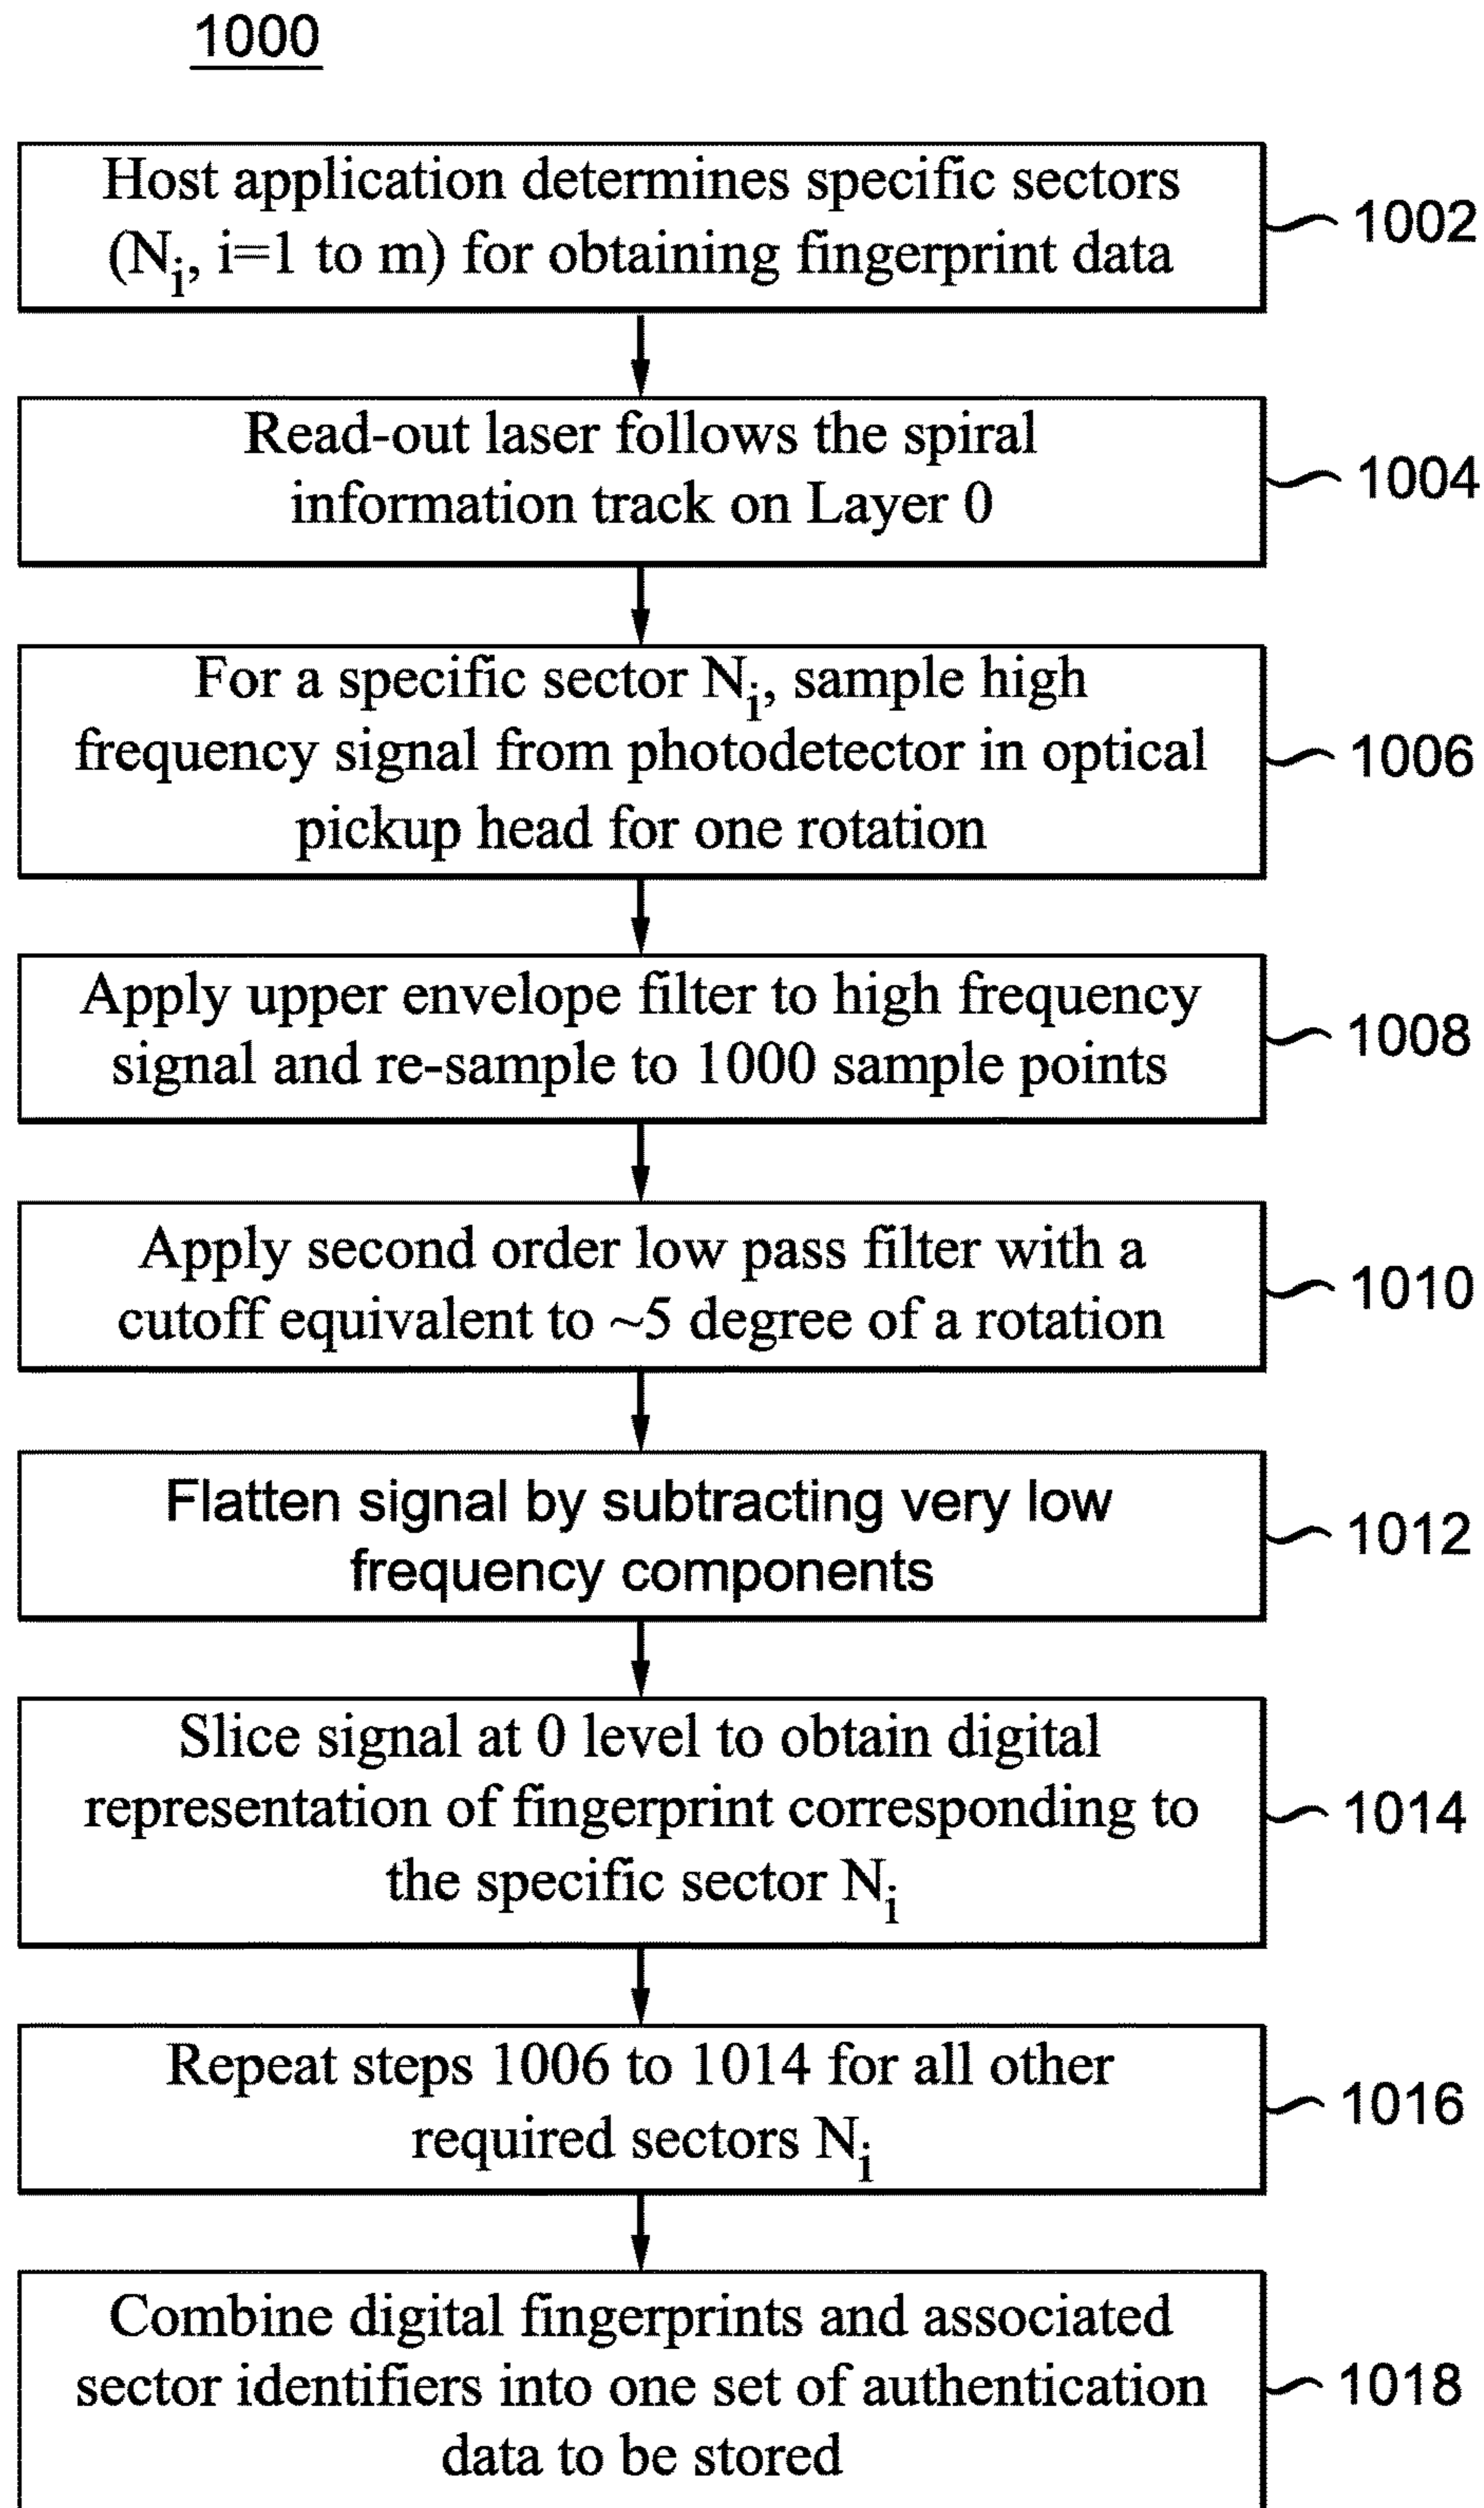 1000
Host application determines specific sectors
(Ni, i=1 to m) for obtaining fingerprint data
1002
Read-out laser follows the spiral
information track on Layer 0
1004
For a specific sector Ni, sample high
frequency signal from photodetector in optical
pickup head for one rotation
1006
Apply upper envelope filter to high frequency
signal and re-sample to 1000 sample points
1008
Apply second order low pass filter with a
cutoff equivalent to ~5 degree of a rotation
1010
Flatten signal by subtracting very low
frequency components
1012
Slice signal at 0 level to obtain digital
representation of fingerprint corresponding to
the specific sector Ni
1014
Repeat steps 1006 to 1014 for all other
required sectors Ni
1016
Combine digital fingerprints and associated
sector identifiers into one set of authentication
data to be stored
1018